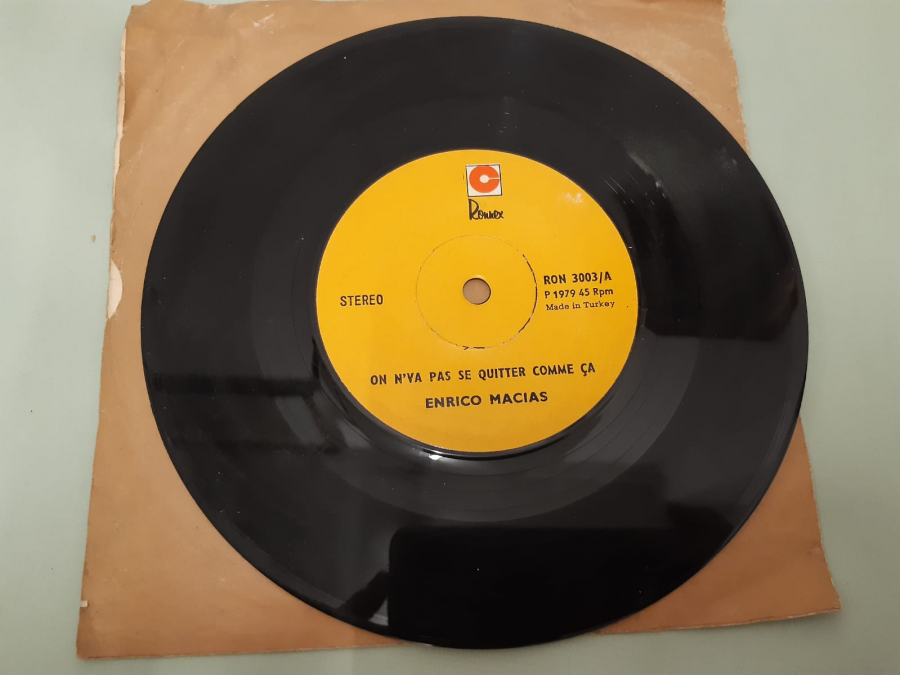 Ronnex
STEREO
RON 3003/A
P 1979 45 Rpm
Made in Turkey
ON N'VA PAS SE QUITTER COMME ÇA
ENRICO MACIAS